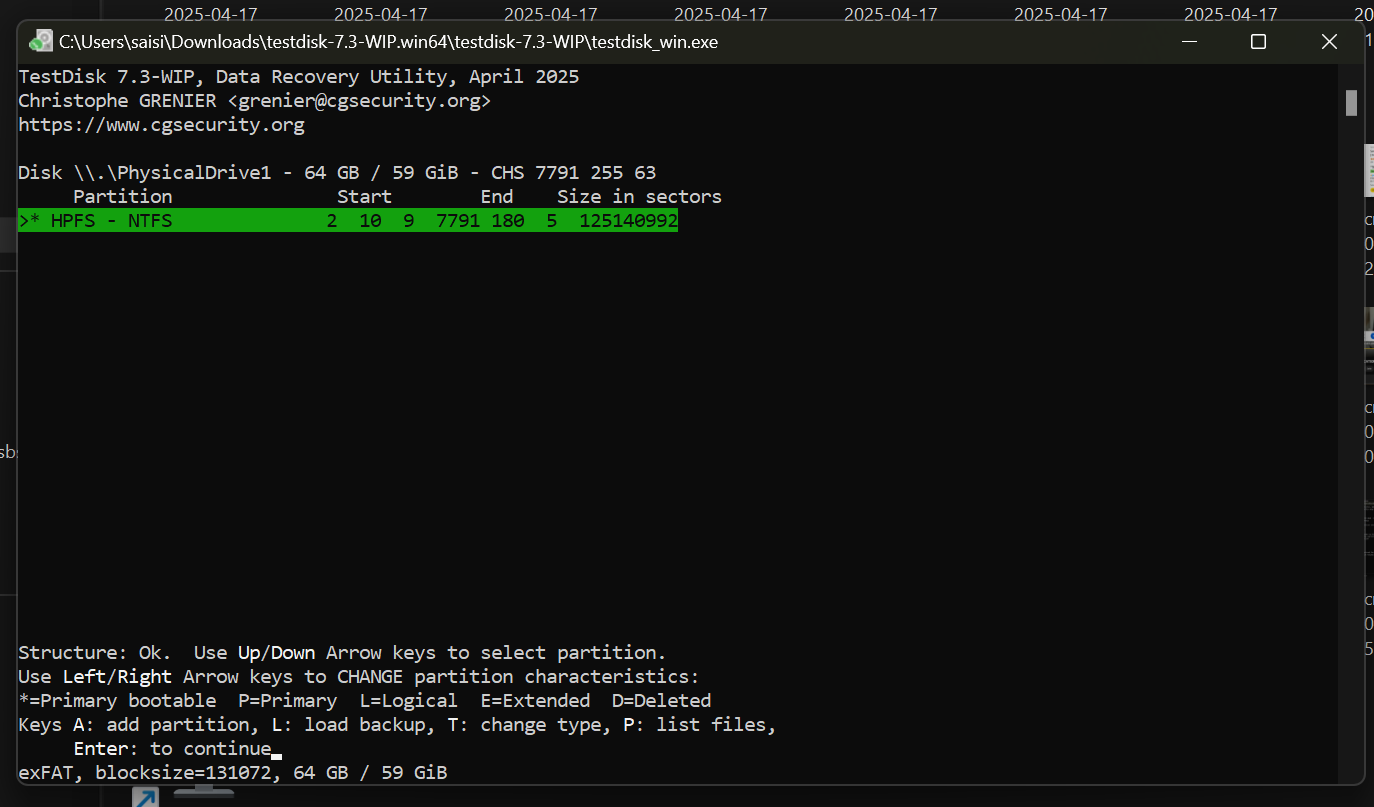 2025-04-17 2025-04-17 2025-04-17 2025-04-17 2025-04-17 2025-04-17 2025-04-17 20
C:\Users\saisi\Downloads\testdisk-7.3-WIP.win64\testdisk-7.3-WIP\testdisk_win.exe
TestDisk 7.3-WIP, Data Recovery Utility, April 2025
Christophe GRENIER <grenier@cgsecurity.org>
https://www.cgsecurity.org
Disk \\.\PhysicalDrive1 - 64 GB / 59 GiB - CHS 7791 255 63
Partition Start End Size in sectors
>* HPFS - NTFS 2 10 9 7791 180 5 125140992
Structure: Ok. Use Up/Down Arrow keys to select partition.
Use Left/Right Arrow keys to CHANGE partition characteristics:
*=Primary bootable P=Primary L=Logical E=Extended D=Deleted
Keys A: add partition, L: load backup, T: change type, P: list files,
Enter: to continue
exFAT, blocksize=131072, 64 GB / 59 GiB